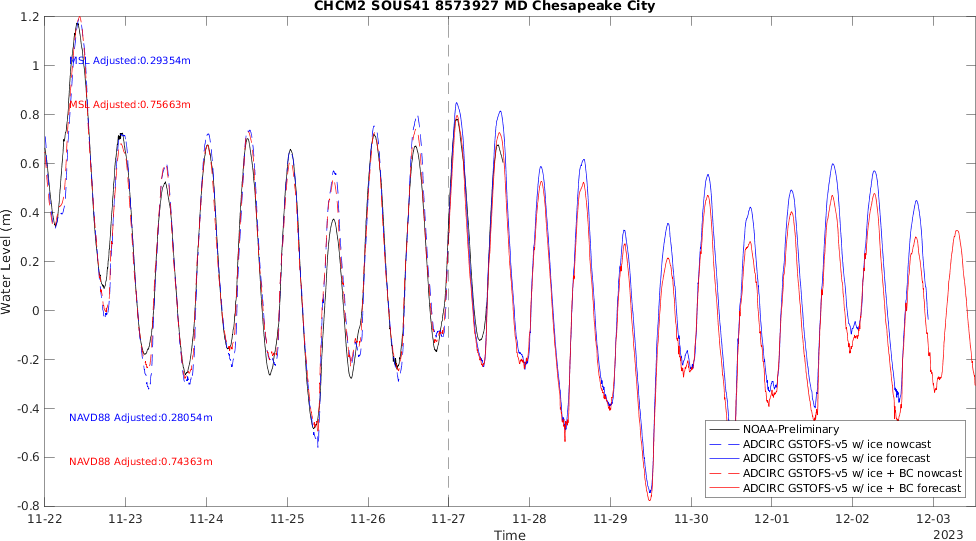 CHCM2 SOUS41 8573927 MD Chesapeake City
1.2
1
0.8
0.6
0.4
0.2
0
-0.2
-0.4
-0.6
-0.8
Water Level (m)
MSL Adjusted:0.29354m
MSL Adjusted:0.75663m
NAVD88 Adjusted:0.28054m
NAVD88 Adjusted:0.74363m
NOAA-Preliminary
ADCIRC GSTOFS-v5 w/ ice nowcast
ADCIRC GSTOFS-v5 w/ ice forecast
ADCIRC GSTOFS-v5 w/ ice + BC nowcast
ADCIRC GSTOFS-v5 w/ ice + BC forecast
11-22 11-23 11-24 11-25 11-26 11-27 11-28 11-29 11-30 12-01 12-02 12-03
Time
2023